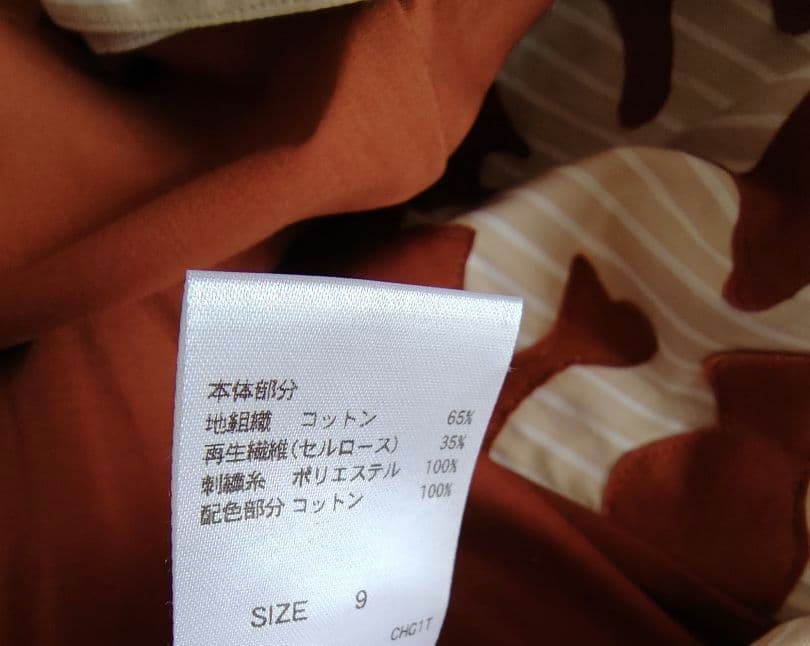 本体部分
地組織 コットン 65%
再生繊維(セルロース) 35%
刺繍糸 ポリエステル 100%
配色部分 コットン 100%
SIZE 9
CHG1T